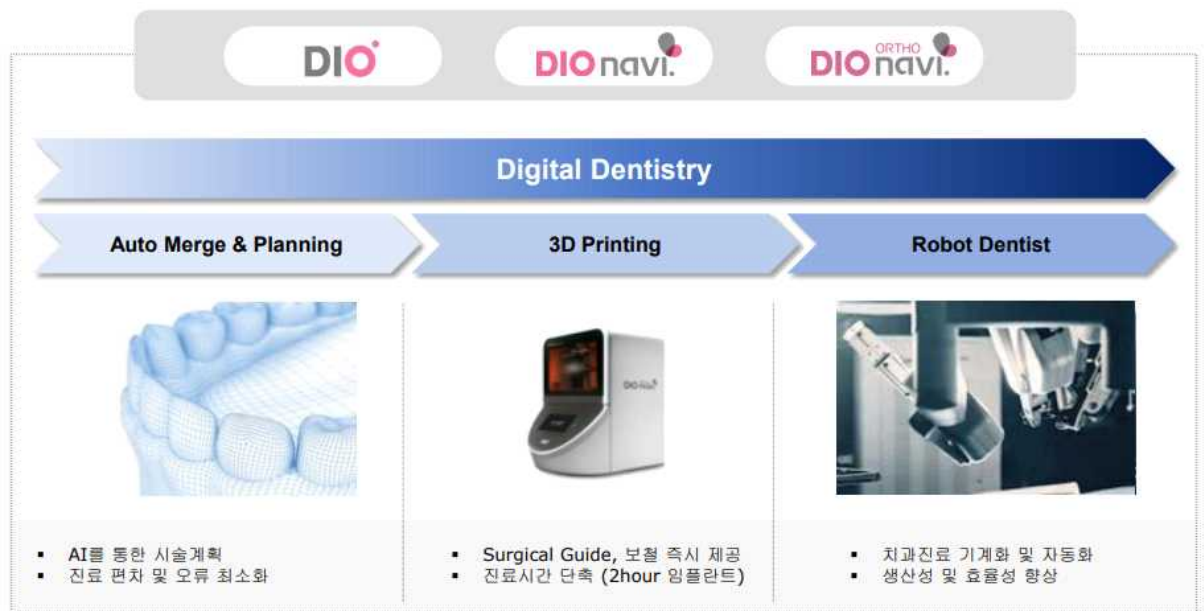 DIO
DIO navi.
DIO ORTHO navi.
Digital Dentistry
Auto Merge & Planning
3D Printing
Robot Dentist
DIO navi
▪ AI를 통한 시술계획
▪ 진료 편차 및 오류 최소화
▪ Surgical Guide, 보철 즉시 제공
▪ 진료시간 단축 (2hour 임플란트)
▪ 치과진료 기계화 및 자동화
▪ 생산성 및 효율성 향상